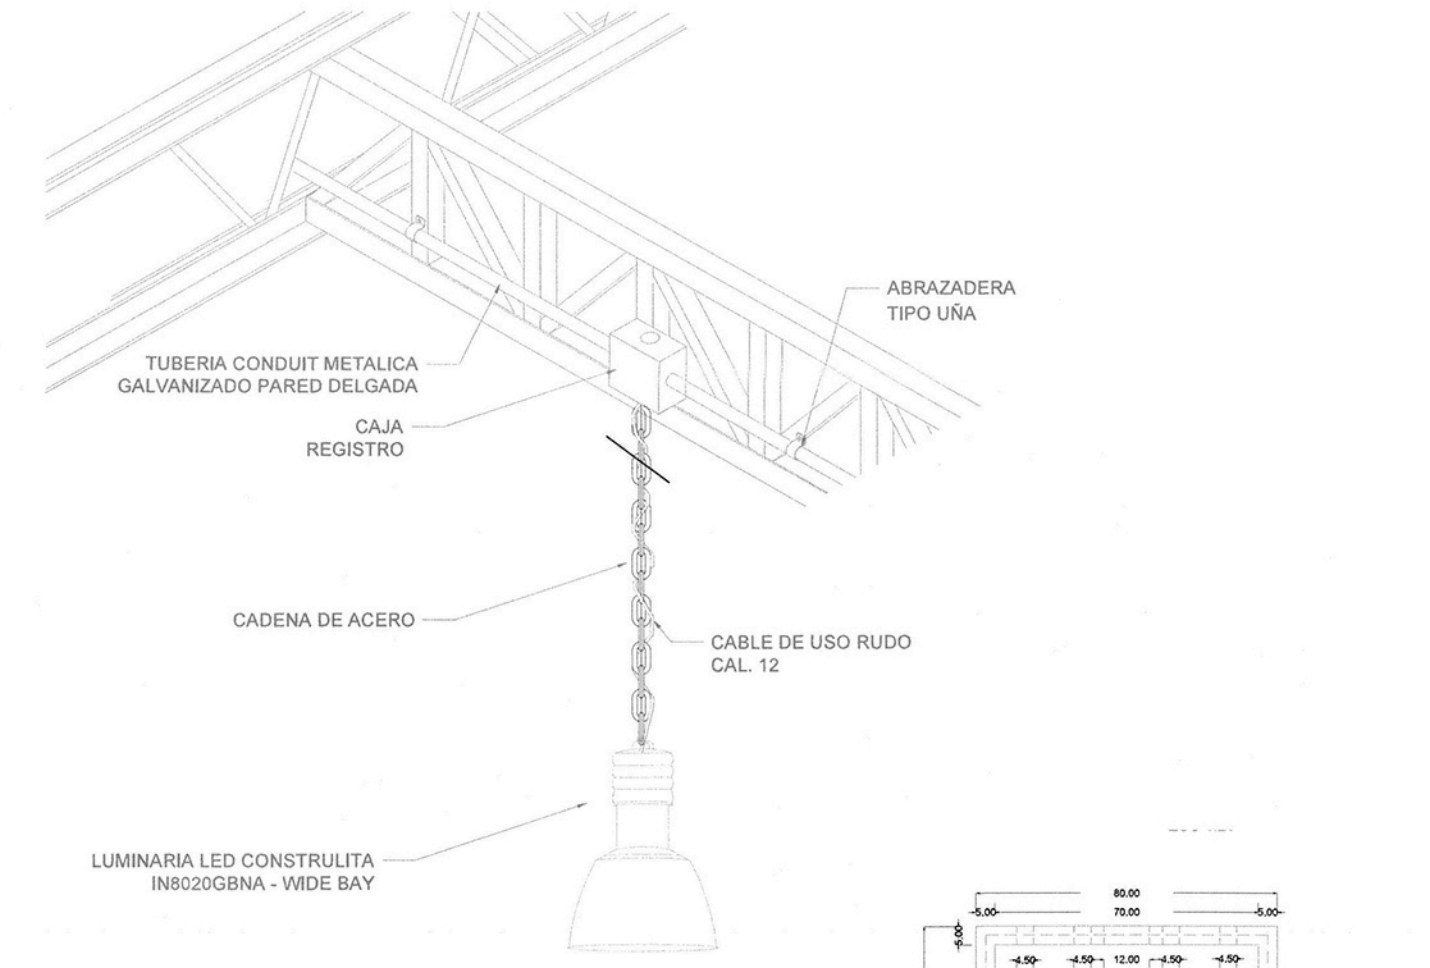 ABRAZADERA
TIPO UÑA
TUBERIA CONDUIT METALICA
GALVANIZADO PARED DELGADA
CAJA
REGISTRO
CADENA DE ACERO
CABLE DE USO RUDO
CAL. 12
LUMINARIA LED CONSTRULITA
IN8020GBNA - WIDE BAY
80.00
5.00 70.00 5.00
5.00
4.50 4.50 12.00 4.50 4.50